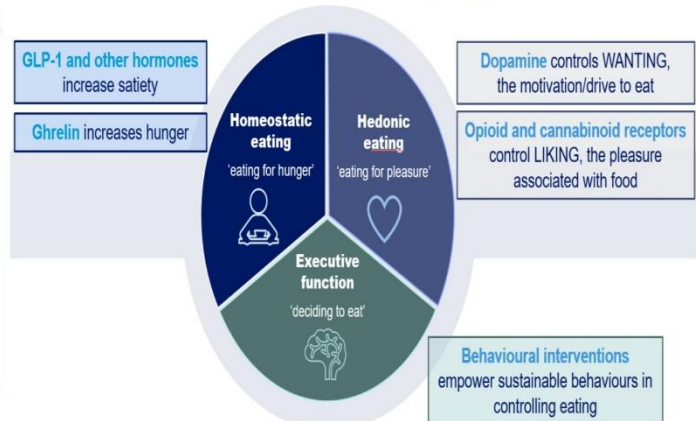 GLP-1 and other hormones
increase satiety
Ghrelin increases hunger
Homeostatic
eating
'eating for hunger'
Hedonic
eating
'eating for pleasure'
Executive
function
'deciding to eat'
Dopamine controls WANTING,
the motivation/drive to eat
Opioid and cannabinoid receptors
control LIKING, the pleasure
associated with food
Behavioural interventions
empower sustainable behaviours in
controlling eating